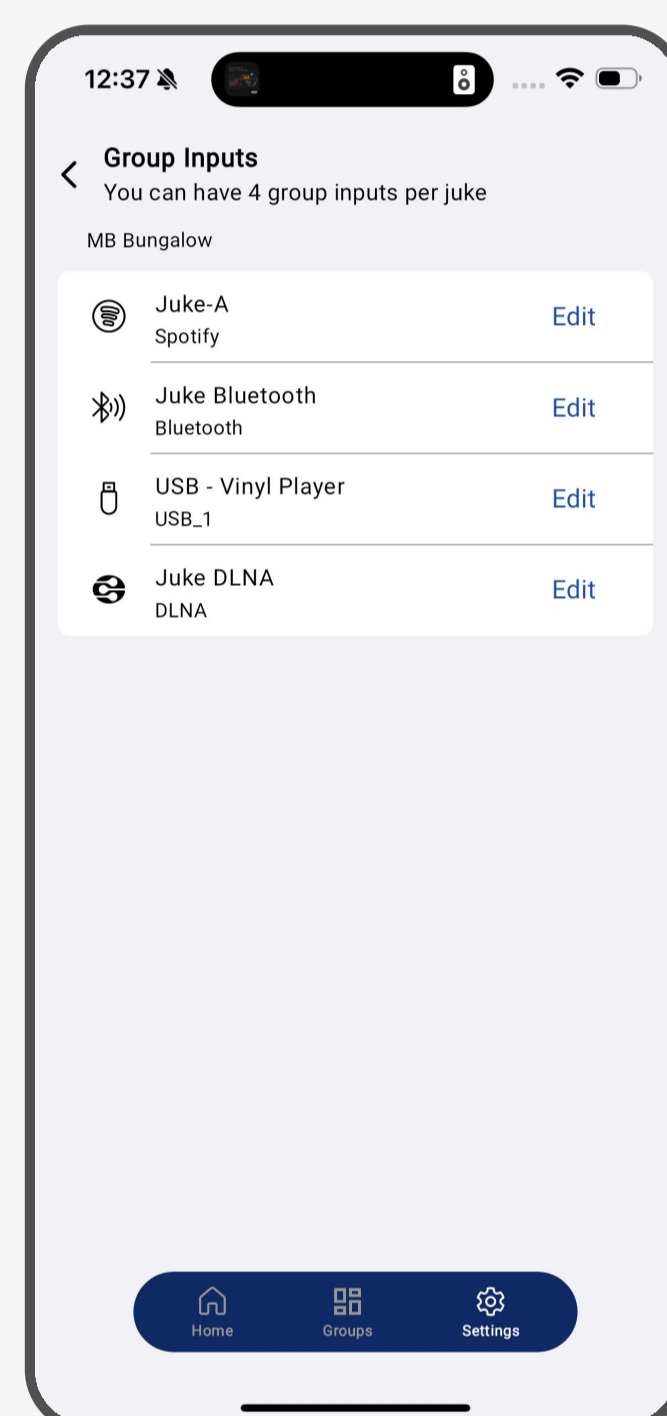 12:37
Group Inputs
You can have 4 group inputs per juke
MB Bungalow
Juke-A
Spotify
Edit
Juke Bluetooth
Bluetooth
Edit
USB - Vinyl Player
USB_1
Edit
Juke DLNA
DLNA
Edit
Home
Groups
Settings